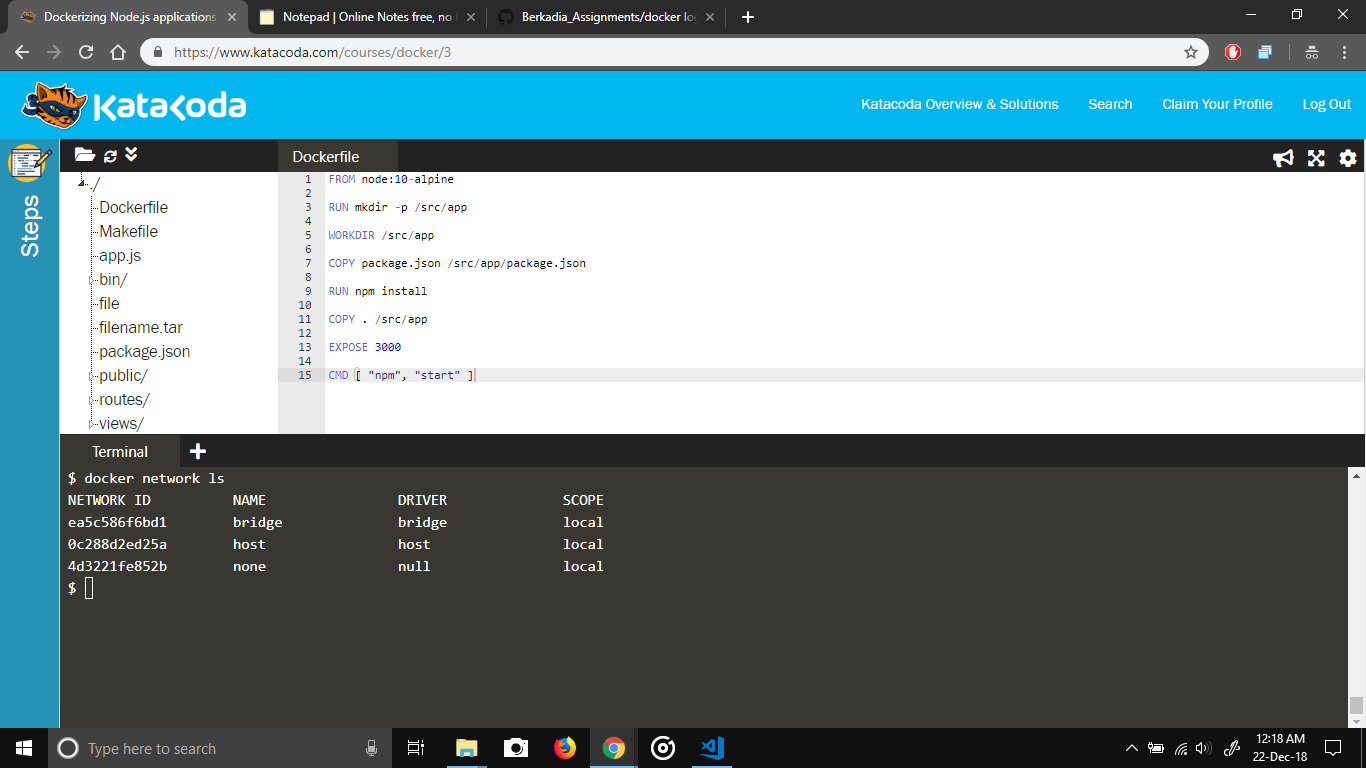 Dockerizing Node.js applications
Notepad | Online Notes free, no
Berkadia_Assignments/docker lo
https://www.katacoda.com/courses/docker/3
KataKoda
Katacoda Overview & Solutions
Search
Claim Your Profile
Log Out
Steps
Dockerfile
./
Dockerfile
Makefile
app.js
bin/
file
filename.tar
package.json
public/
routes/
views/
1 FROM node:10-alpine
2
3 RUN mkdir -p /src/app
4
5 WORKDIR /src/app
6
7 COPY package.json /src/app/package.json
8
9 RUN npm install
10
11 COPY . /src/app
12
13 EXPOSE 3000
14
15 CMD [ "npm", "start" ]
Terminal
$ docker network ls
NETWORK ID NAME DRIVER SCOPE
ea5c586f6bd1 bridge bridge local
0c288d2ed25a host host local
4d3221fe852b none null local
$
Type here to search
12:18 AM
22-Dec-18